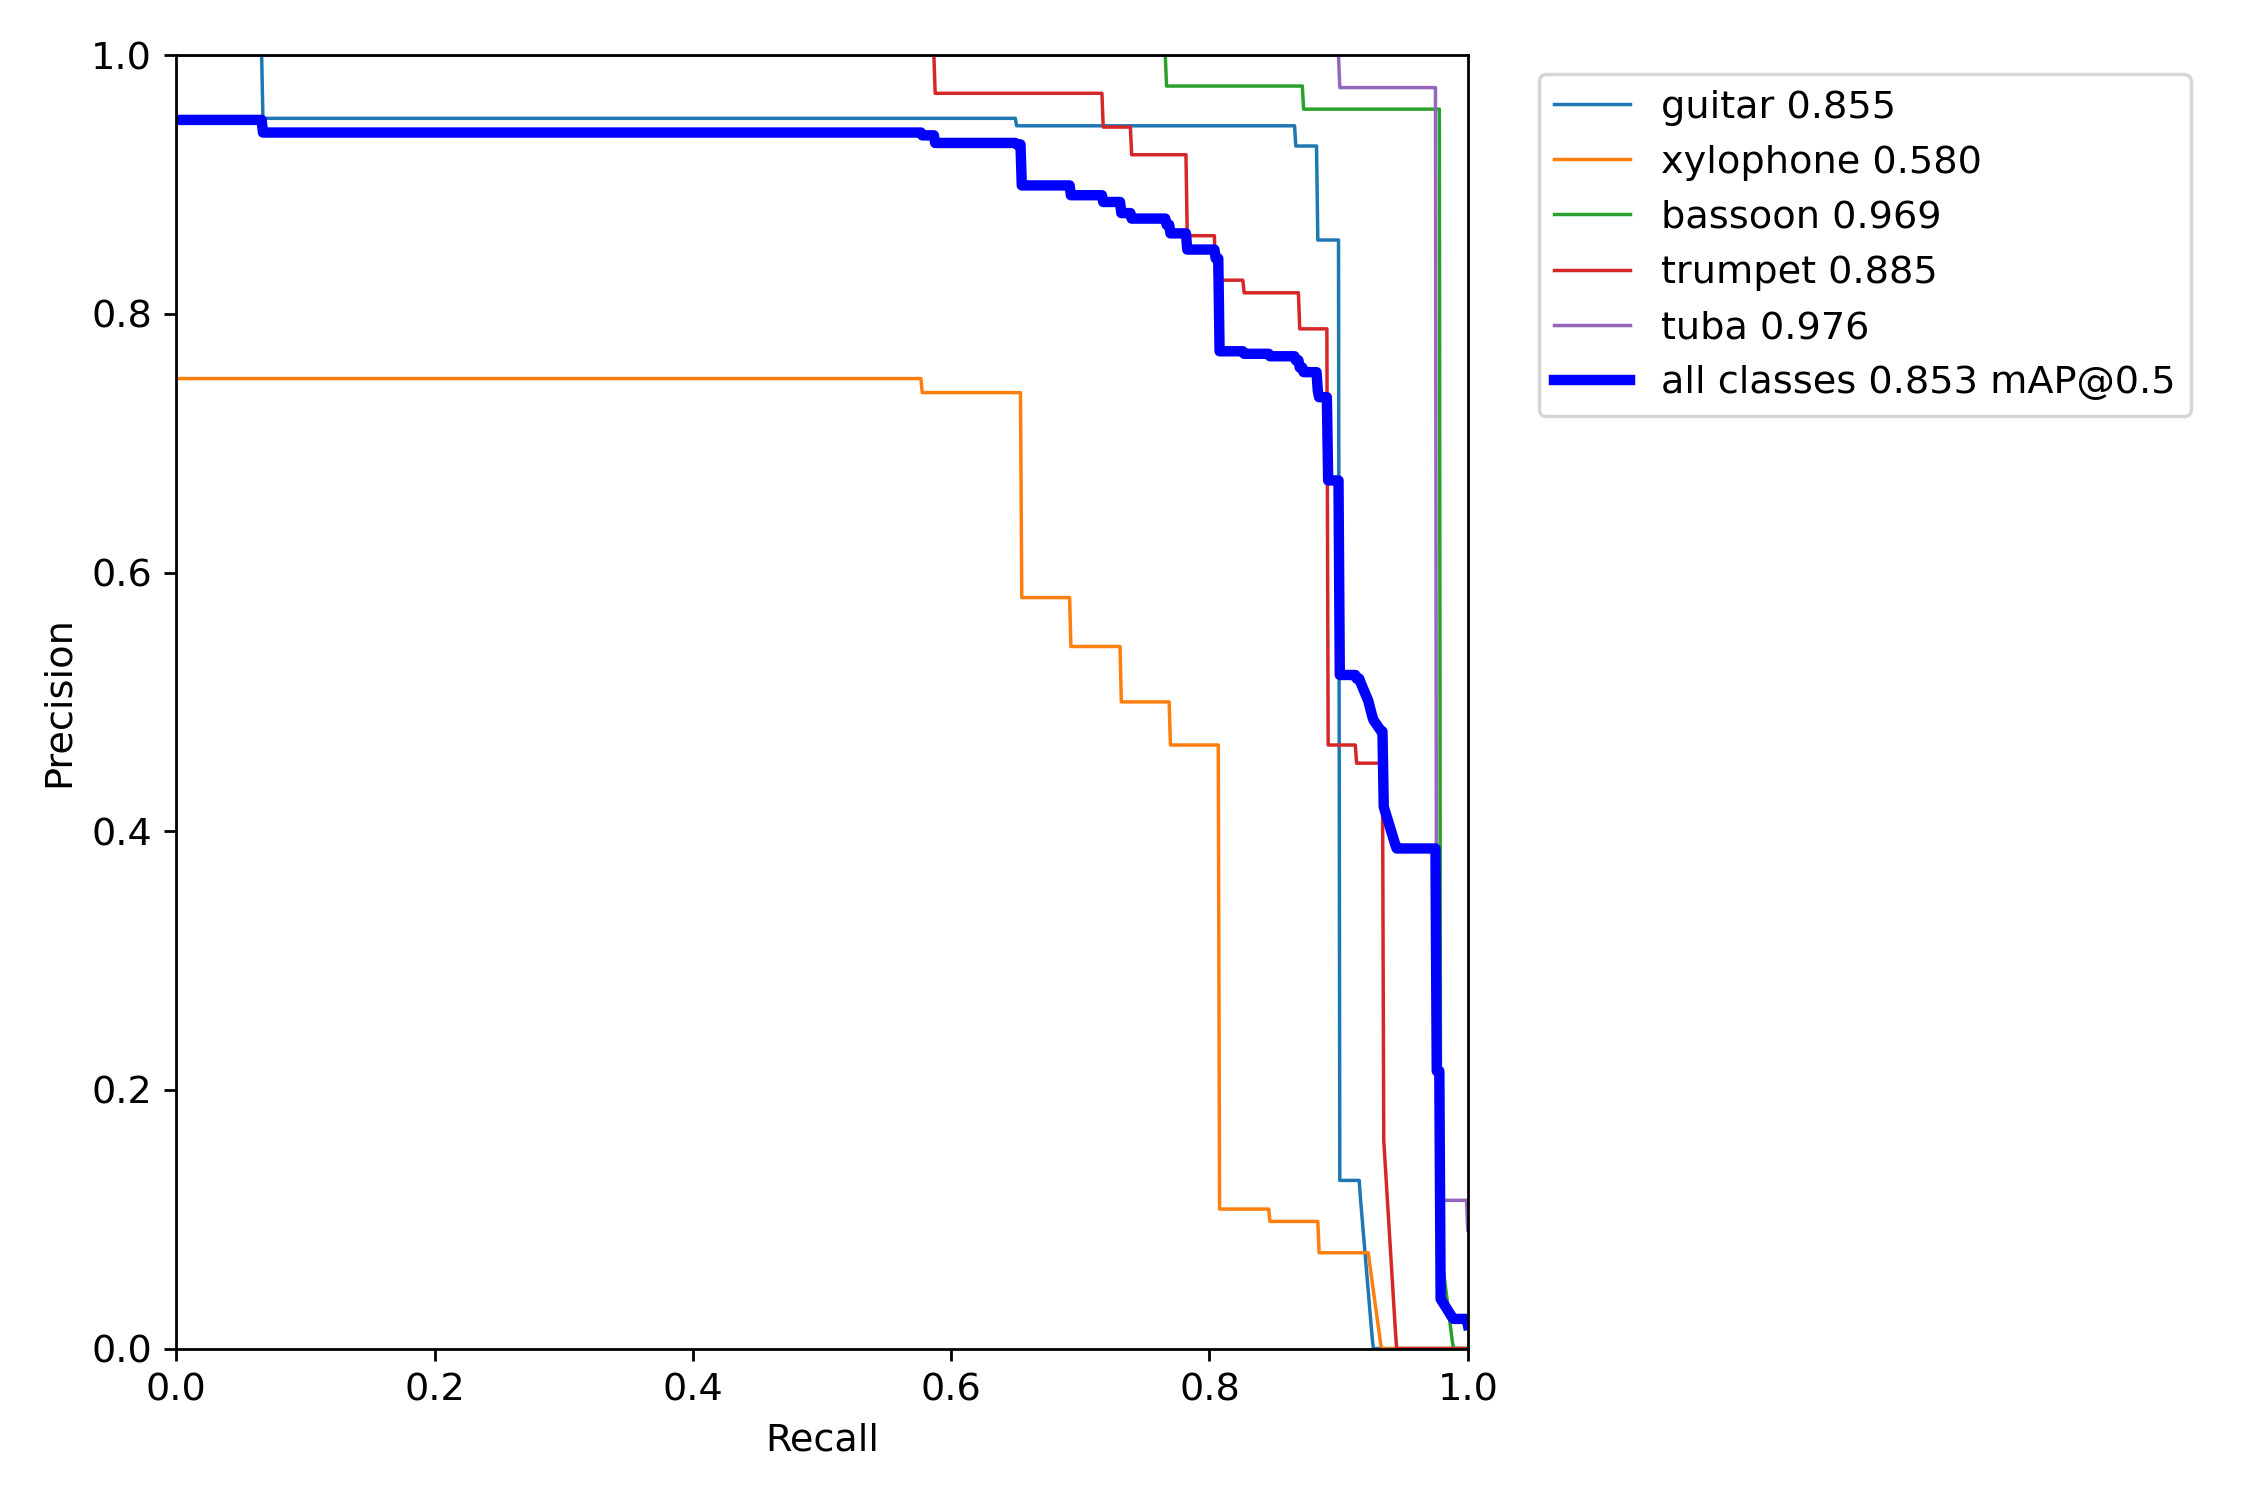 1.0
0.8
0.6
0.4
0.2
0.0
Precision
0.0 0.2 0.4 0.6 0.8 1.0
Recall
guitar 0.855
xylophone 0.580
bassoon 0.969
trumpet 0.885
tuba 0.976
all classes 0.853 mAP@0.5